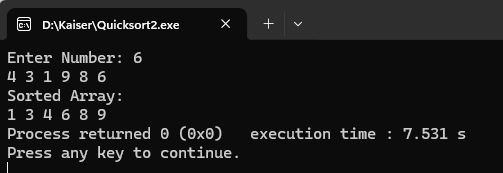 D:\Kaiser\Quicksort2.exe
Enter Number: 6
4 3 1 9 8 6
Sorted Array:
1 3 4 6 8 9
Process returned 0 (0x0)   execution time : 7.531 s
Press any key to continue.